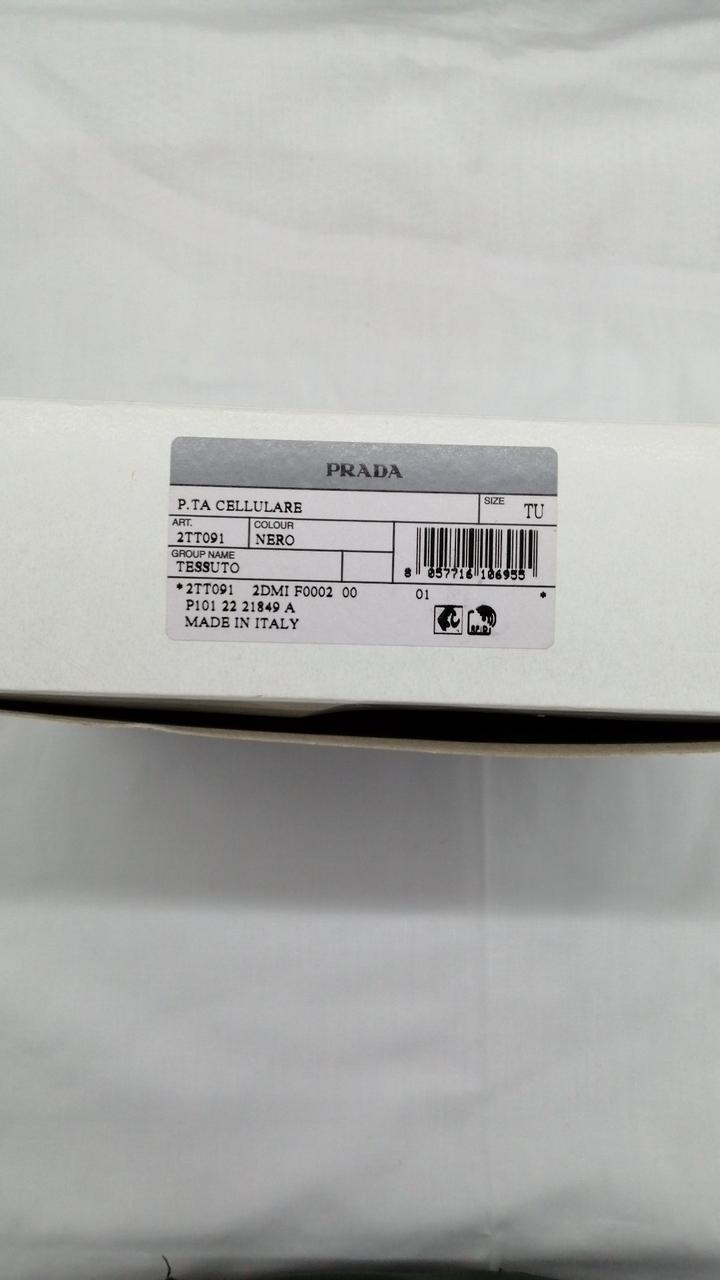 PRADA
P.TA CELLULARE
SIZE
TU
ART.
2TT091
COLOUR
NERO
GROUP NAME
TESSUTO
8 057716 106955
*2TT091 2DMI F0002 00 01 *
P101 22 21849 A
MADE IN ITALY
RFID